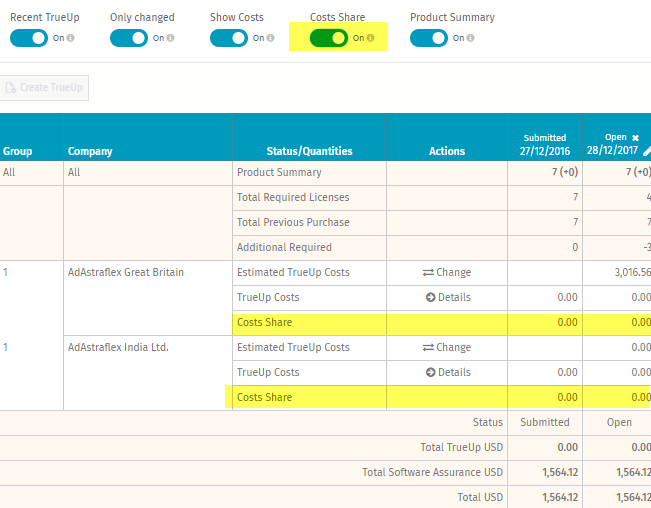 Recent TrueUp Only changed Show Costs Costs Share Product Summary
On On On On On
Create TrueUp
Submitted Open
Group Company Status/Quantities Actions 27/12/2016 28/12/2017
All All Product Summary 7 (+0) 7 (+0)
Total Required Licenses 7 4
Total Previous Purchase 7 7
Additional Required 0 -3
1 AdAstraflex Great Britain Estimated TrueUp Costs Change 3,016.56
TrueUp Costs Details 0.00 0.00
Costs Share 0.00 0.00
1 AdAstraflex India Ltd. Estimated TrueUp Costs Change 0.00
TrueUp Costs Details 0.00 0.00
Costs Share 0.00 0.00
Status Submitted Open
Total TrueUp USD 0.00 0.00
Total Software Assurance USD 1,564.12 1,564.12
Total USD 1,564.12 1,564.12